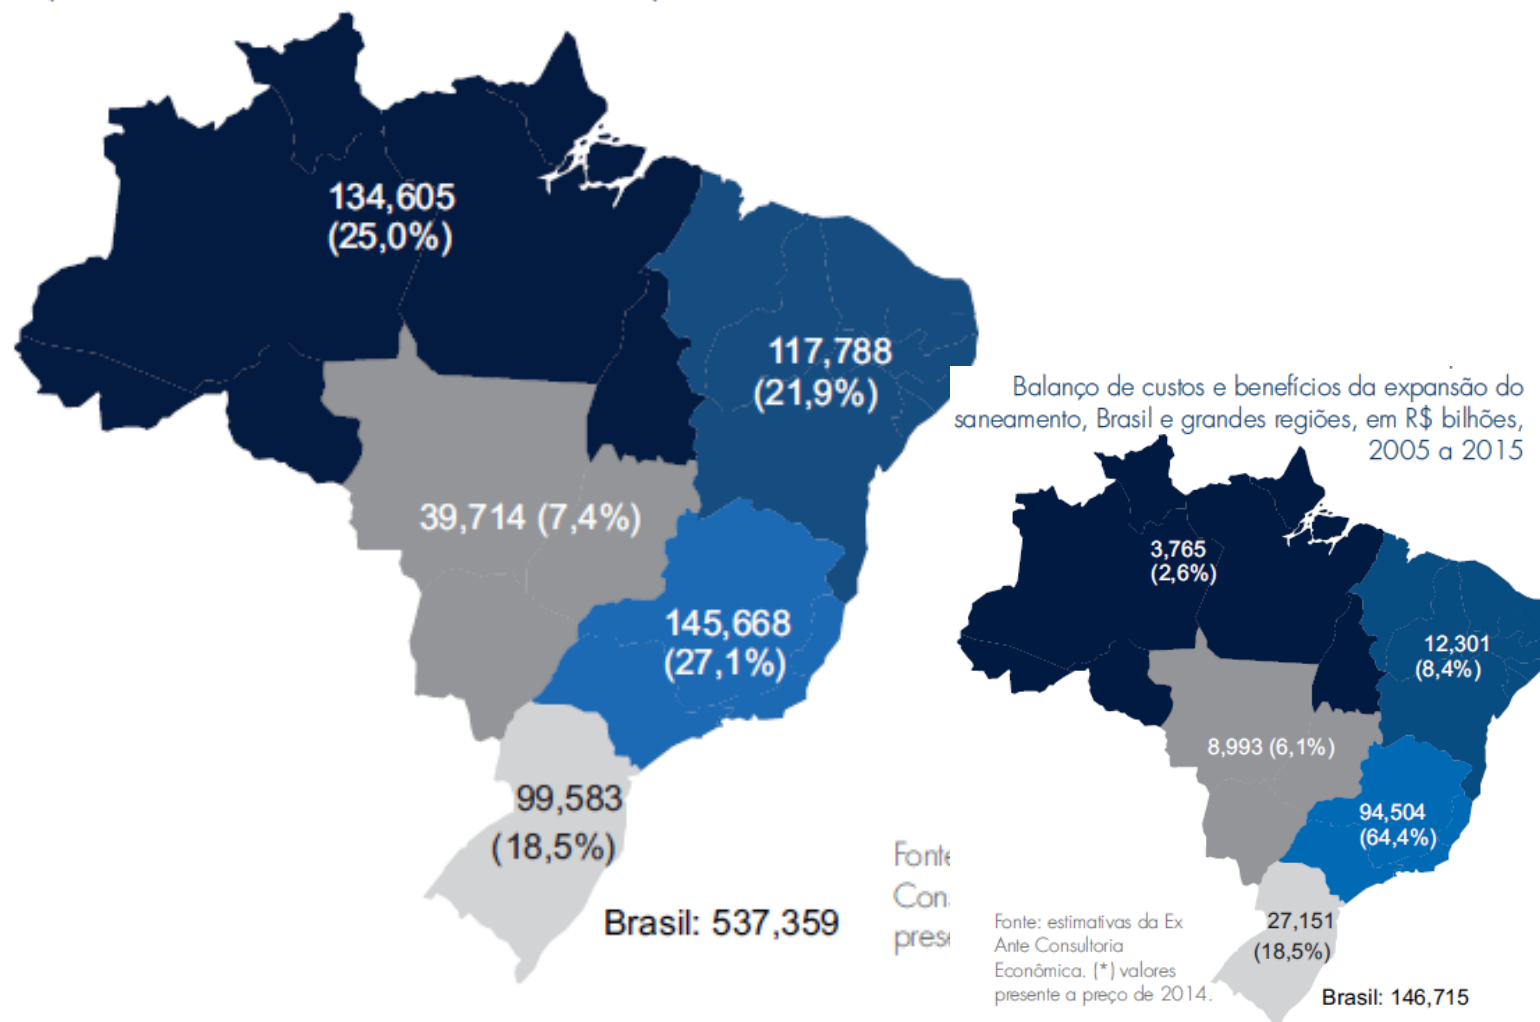 134,605
(25,0%)
117,788
(21,9%)
39,714 (7,4%)
145,668
(27,1%)
99,583
(18,5%)
Brasil: 537,359
Balanço de custos e benefícios da expansão do
saneamento, Brasil e grandes regiões, em R$ bilhões,
2005 a 2015
3,765
(2,6%)
12,301
(8,4%)
8,993 (6,1%)
94,504
(64,4%)
27,151
(18,5%)
Fonte: estimativas da Ex
Ante Consultoria
Econômica. (*) valores
presente a preço de 2014.
Brasil: 146,715